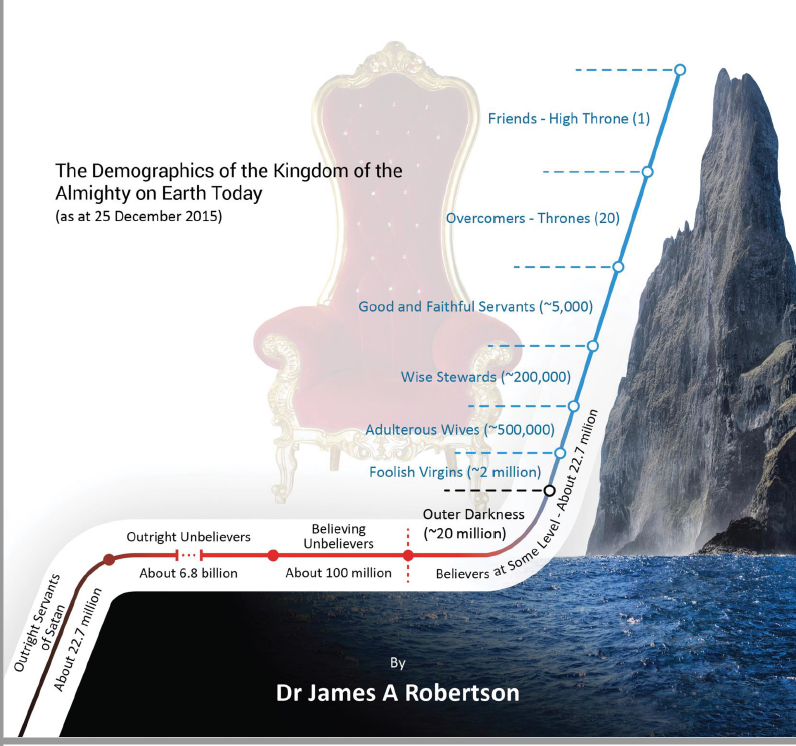 The Demographics of the Kingdom of the
Almighty on Earth Today
(as at 25 December 2015)
Friends - High Throne (1)
Overcomers - Thrones (20)
Good and Faithful Servants (~5,000)
Wise Stewards (~200,000)
Adulterous Wives (~500,000)
Foolish Virgins (~2 million)
Outer Darkness
(~20 million)
Believers at Some Level - About 22.7 milion
Believing
Unbelievers
About 100 million
Outright Unbelievers
About 6.8 billion
Outright Servants
of Satan
About 22.7 million
By
Dr James A Robertson